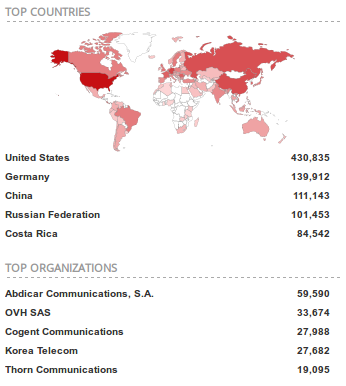 TOP COUNTRIES
United States 430,835
Germany 139,912
China 111,143
Russian Federation 101,453
Costa Rica 84,542
TOP ORGANIZATIONS
Abdicar Communications, S.A. 59,590
OVH SAS 33,674
Cogent Communications 27,988
Korea Telecom 27,682
Thorn Communications 19,095